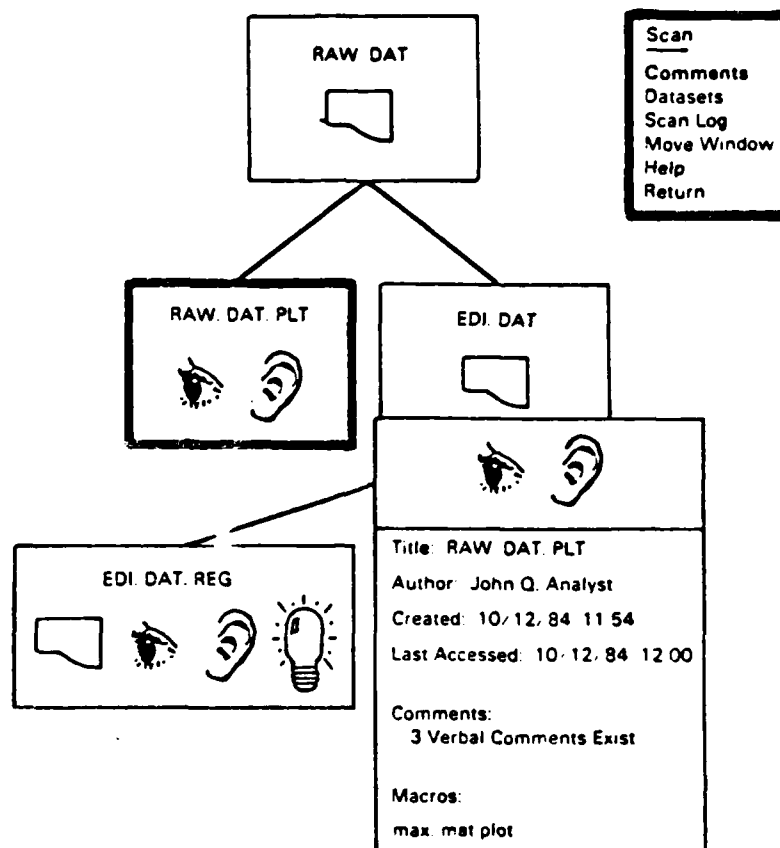 RAW DAT
Scan
Comments
Datasets
Scan Log
Move Window
Help
Return
RAW. DAT. PLT
EDI. DAT
EDI. DAT. REG
Title: RAW DAT. PLT
Author: John Q. Analyst
Created: 10/12/84 11 54
Last Accessed: 10/12/84 12 00
Comments:
3 Verbal Comments Exist
Macros:
max. mat plot